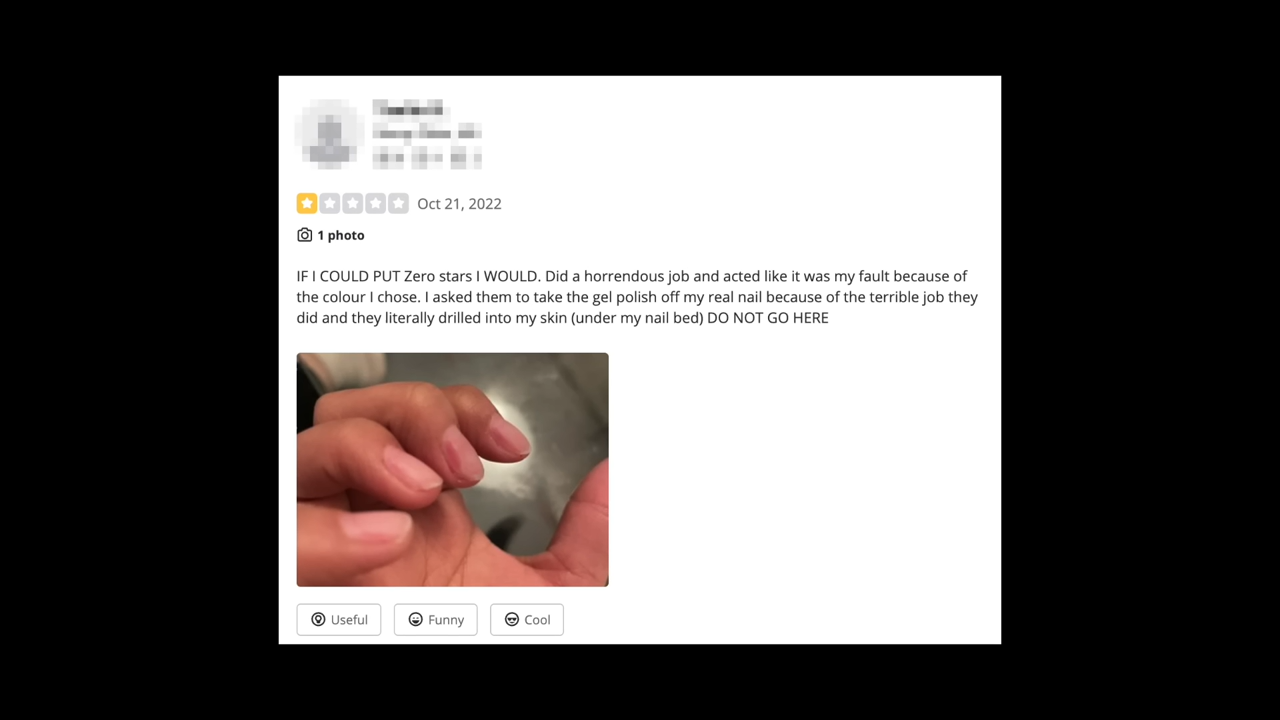 Oct 21, 2022
1 photo
IF I COULD PUT Zero stars I WOULD. Did a horrendous job and acted like it was my fault because of
the colour I chose. I asked them to take the gel polish off my real nail because of the terrible job they
did and they literally drilled into my skin (under my nail bed) DO NOT GO HERE
Useful Funny Cool